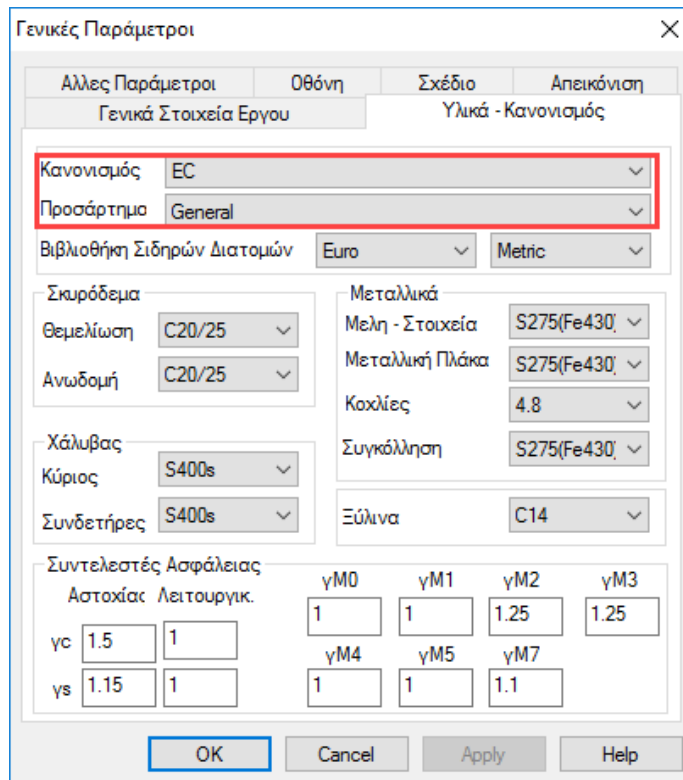 Γενικές Παράμετροι
Αλλες Παράμετροι Οθόνη Σχέδιο Απεικόνιση
Γενικά Στοιχεία Εργου Υλικά - Κανονισμός
Κανονισμός EC
Προσάρτημα General
Βιβλιοθήκη Σιδηρών Διατομών Euro Metric
Σκυρόδεμα
Θεμελίωση C20/25
Ανωδομή C20/25
Μεταλλικά
Μελη - Στοιχεία S275(Fe430)
Μεταλλική Πλάκα S275(Fe430)
Κοχλίες 4.8
Συγκόλληση S275(Fe430)
Χάλυβας
Κύριος S400s
Συνδετήρες S400s
Ξύλινα C14
Συντελεστές Ασφάλειας
Αστοχίας Λειτουργικ.
γc 1.5 1
γs 1.15 1
γM0 γM1 γM2 γM3
1 1 1.25 1.25
γM4 γM5 γM7
1 1 1.1
OK Cancel Apply Help